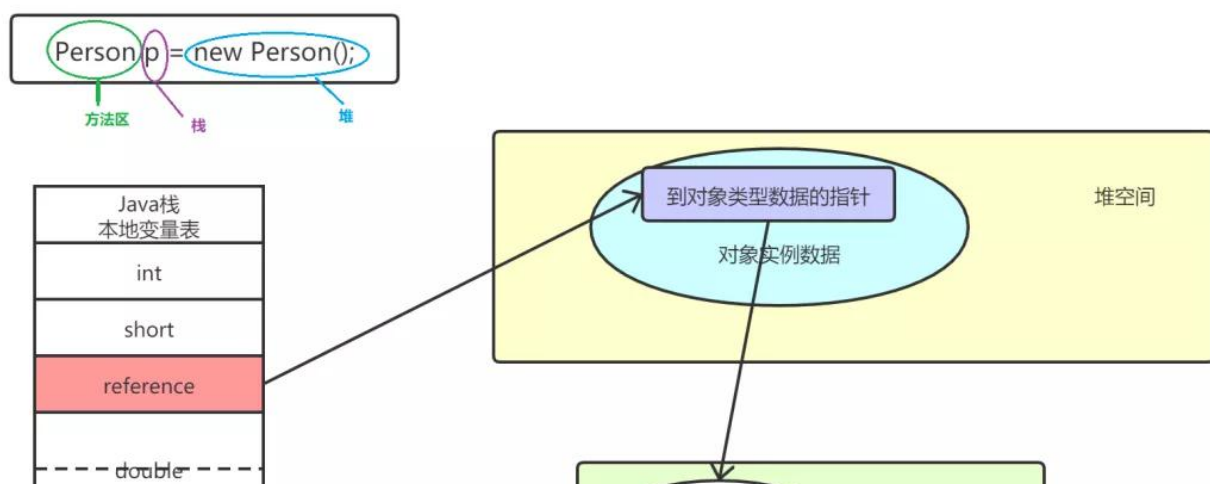 Person p = new Person();
方法区
栈
堆
Java栈
本地变量表
int
short
reference
double
到对象类型数据的指针
对象实例数据
堆空间